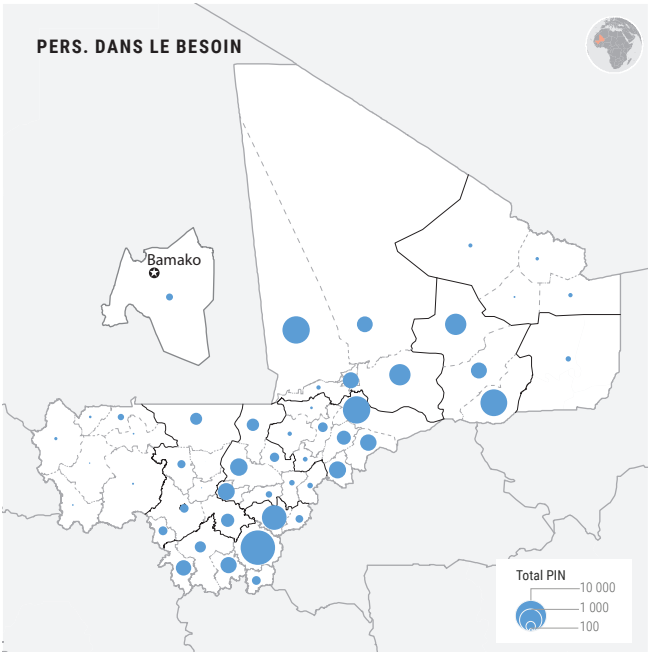 PERS. DANS LE BESOIN
Bamako
Total PIN
10 000
1 000
100